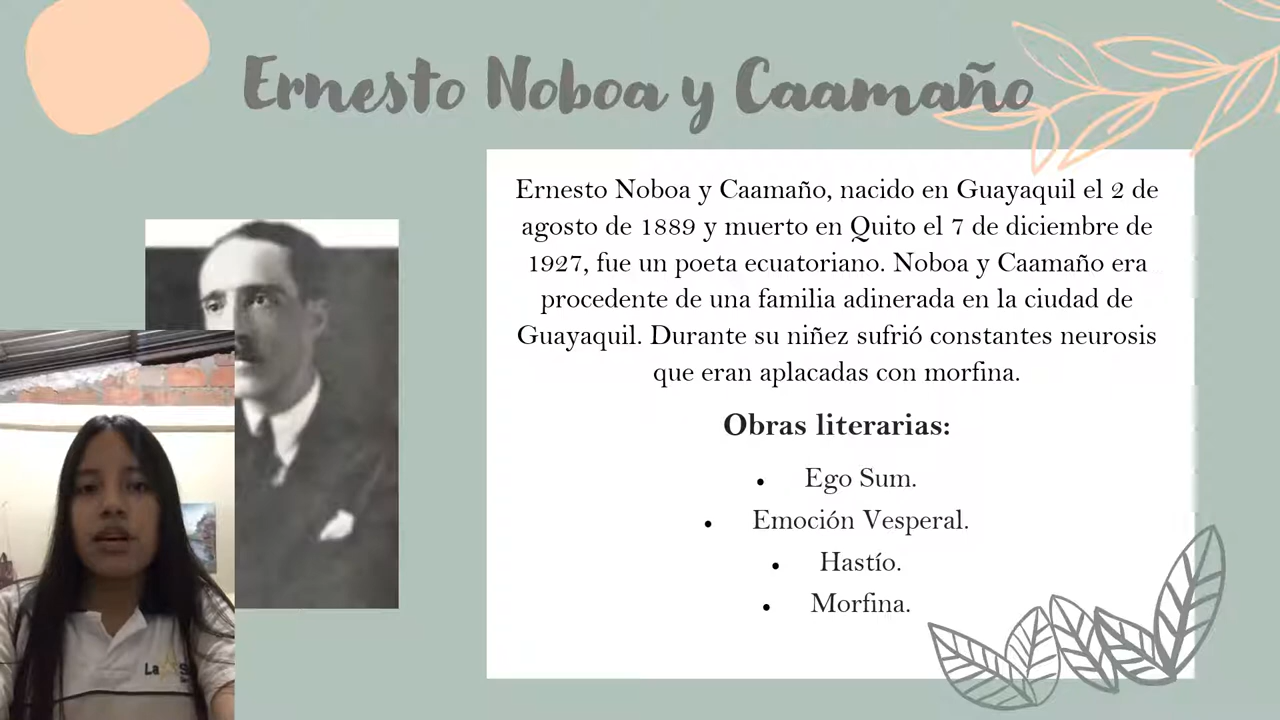 Ernesto Noboa y Caamaño
Ernesto Noboa y Caamaño, nacido en Guayaquil el 2 de
agosto de 1889 y muerto en Quito el 7 de diciembre de
1927, fue un poeta ecuatoriano. Noboa y Caamaño era
procedente de una familia adinerada en la ciudad de
Guayaquil. Durante su niñez sufrió constantes neurosis
que eran aplacadas con morfina.
Obras literarias:
• Ego Sum.
• Emoción Vesperal.
• Hastío.
• Morfina.
La